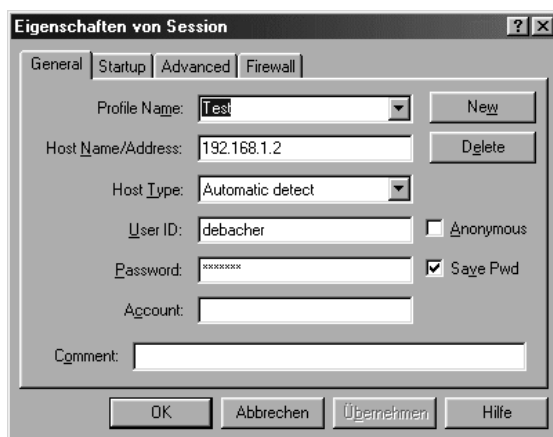 Eigenschaften von Session
General Startup Advanced Firewall
Profile Name: Test New
Host Name/Address: 192.168.1.2 Delete
Host Type: Automatic detect
User ID: debacher Anonymous
Password: ******* Save Pwd
Account:
Comment:
OK Abbrechen Übernehmen Hilfe